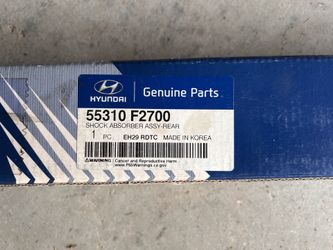 HYUNDAI
Genuine Parts
55310 F2700
SHOCK ABSORBER ASSY-REAR
1 PC EH29 RDTC MADE IN KOREA
WARNING Cancer and Reproductive Harm
www.P65Warnings.ca.gov